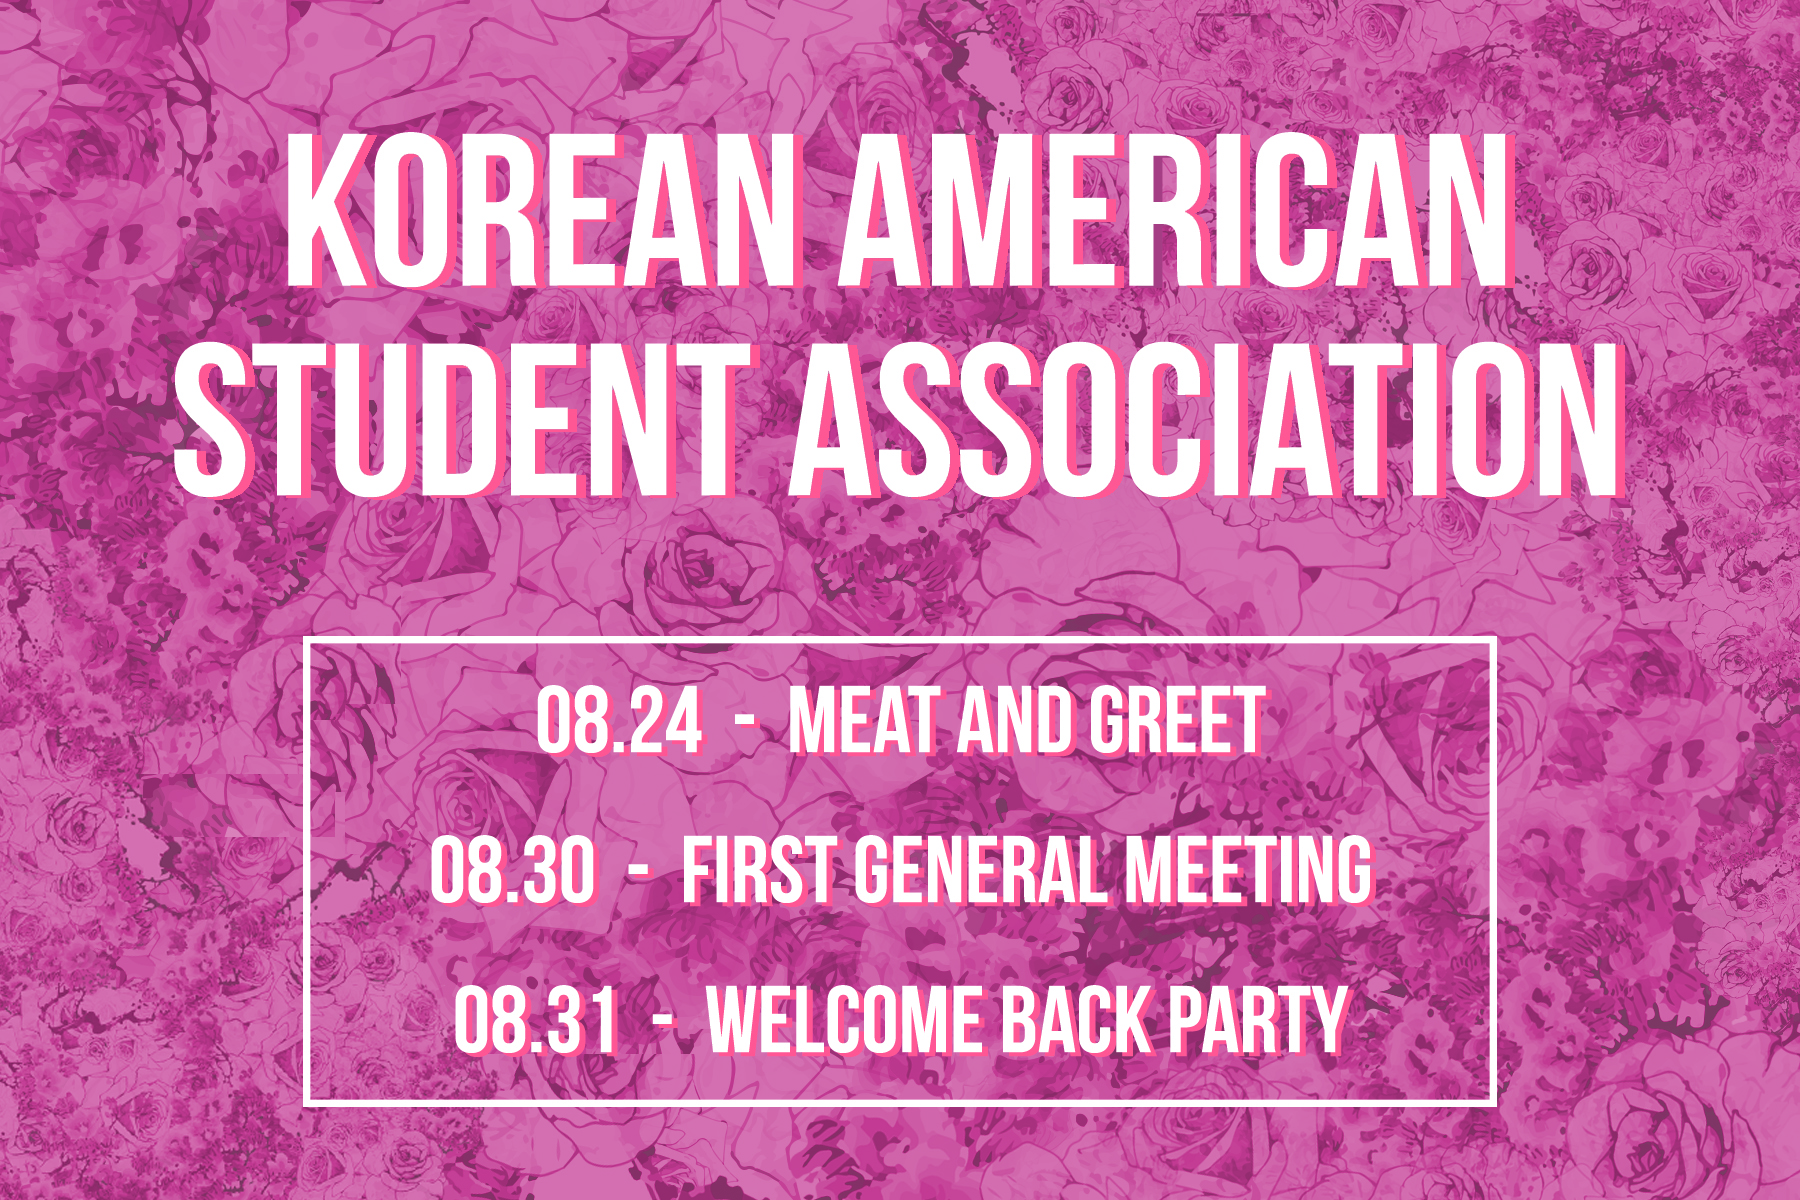 KOREAN AMERICAN
STUDENT ASSOCIATION
08.24 - MEAT AND GREET
08.30 - FIRST GENERAL MEETING
08.31 - WELCOME BACK PARTY